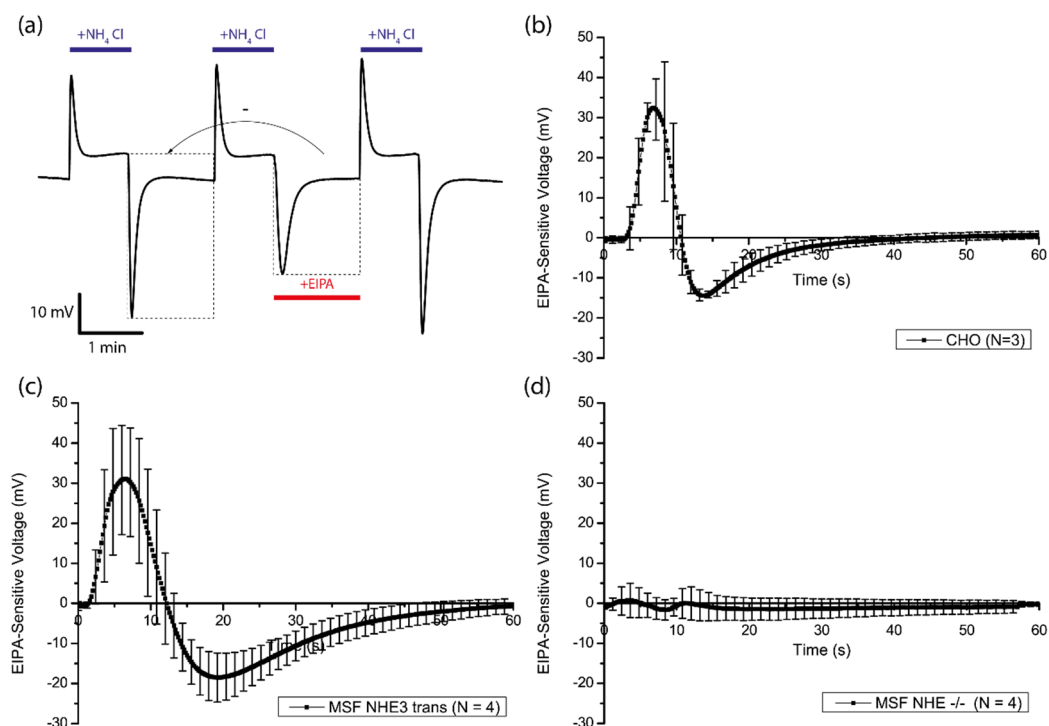 (a)
+NH4 Cl +NH4 Cl +NH4 Cl
-
+EIPA
10 mV
1 min
(b)
EIPA-Sensitive Voltage (mV)
50
40
30
20
10
0
-10
-20
-30
0 10 20 30 40 50 60
Time (s)
CHO (N=3)
(c)
EIPA-Sensitive Voltage (mV)
50
40
30
20
10
0
-10
-20
-30
0 10 20 30 40 50 60
MSF NHE3 trans (N = 4)
(d)
EIPA-Sensitive Voltage (mV)
50
40
30
20
10
0
-10
-20
-30
0 10 20 30 40 50 60
Time (s)
MSF NHE -/- (N = 4)